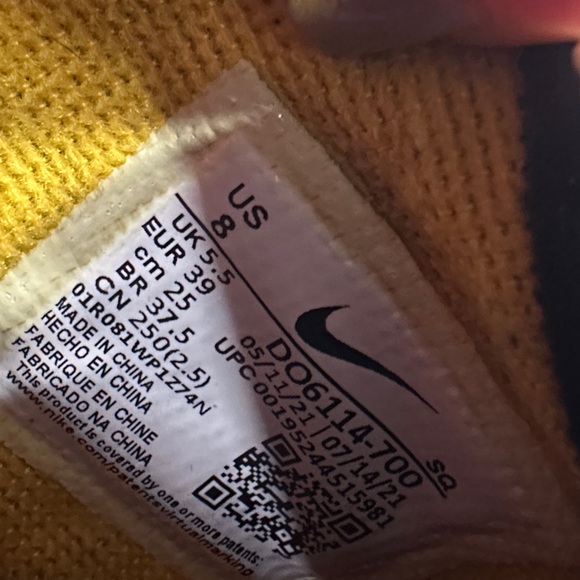 US
8
UK 5.5
EUR 39
cm 25
BR 37.5
CN 250(2.5)
01R081WP1Z74N
MADE IN CHINA
HECHO EN CHINA
FABRIQUE EN CHINE
FABRICADO NA CHINA
This product is covered by one or more patents:
www.nike.com/patentsvirtualmarking
DO6114-700 SQ
05/11/21 | 07/14/21
UPC 00195244515981